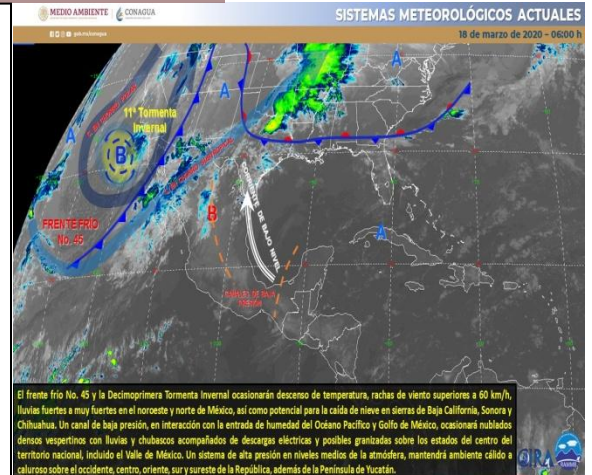 MEDIO AMBIENTE
CONAGUA
gob.mx/conagua
SISTEMAS METEOROLÓGICOS ACTUALES
18 de marzo de 2020 – 06:00 h
A
A
A
11ª Tormenta
Invernal
A
B
FRENTE FRÍO
No. 45
B
CORRIENTE DE BAJO NIVEL
A
CANALES DE BAJA
PRESIÓN
El frente frío No. 45 y la Decimoprimera Tormenta Invernal ocasionarán descenso de temperatura, rachas de viento superiores a 60 km/h,
lluvias fuertes a muy fuertes en el noroeste y norte de México, así como potencial para la caída de nieve en sierras de Baja California, Sonora y
Chihuahua. Un canal de baja presión, en interacción con la entrada de humedad del Océano Pacífico y Golfo de México, ocasionará nublados
densos vespertinos con lluvias y chubascos acompañados de descargas eléctricas y posibles granizadas sobre los estados del centro del
territorio nacional, incluido el Valle de México. Un sistema de alta presión en niveles medios de la atmósfera, mantendrá ambiente cálido a
caluroso sobre el occidente, centro, oriente, sur y sureste de la República, además de la Península de Yucatán.
CIRA
RAMMB